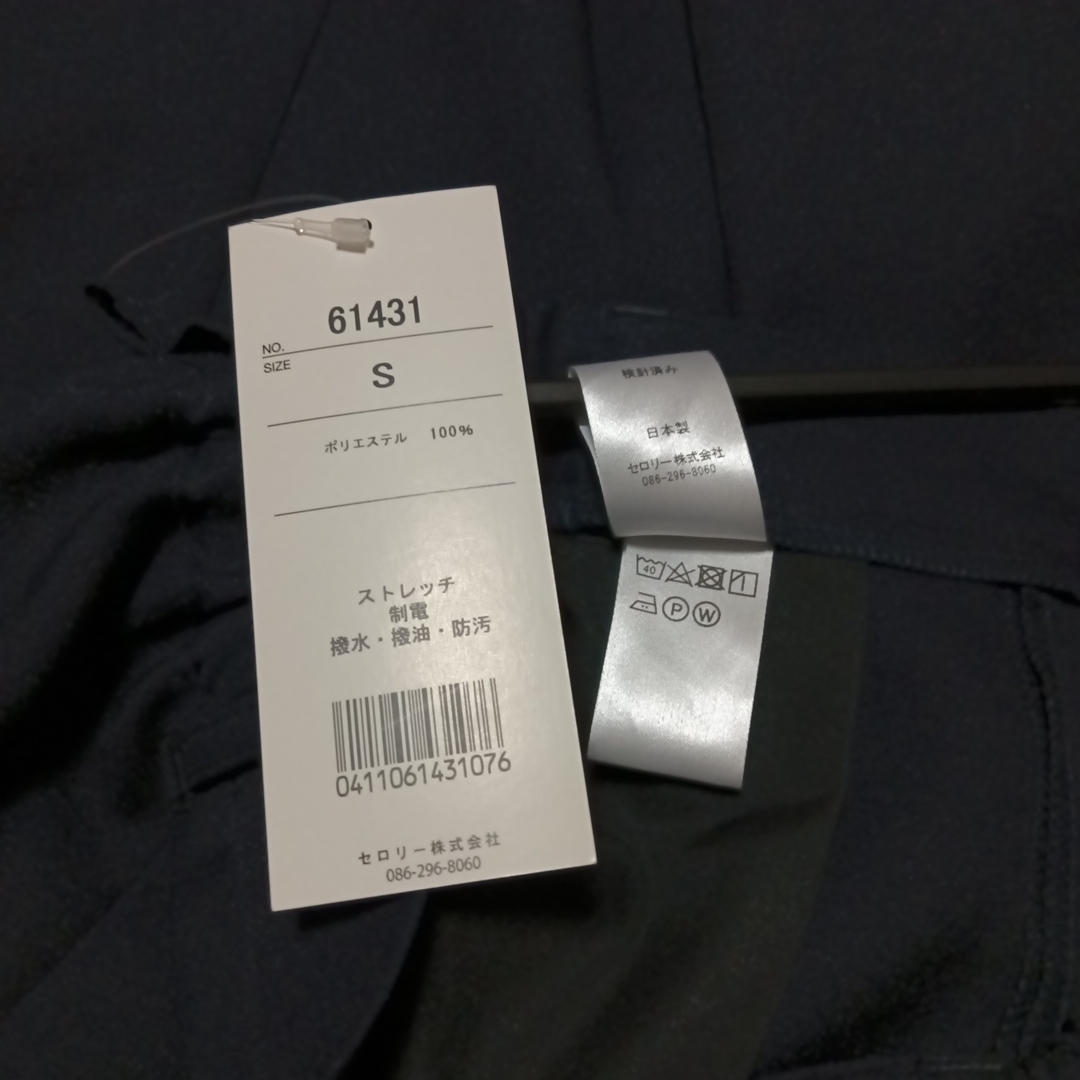 61431
NO.
SIZE
S
ポリエステル 100%
ストレッチ
制電
撥水・撥油・防汚
0411061431076
セロリー株式会社
086-296-8060
検針済み
日本製
セロリー株式会社
086-296-8060
40
P
W